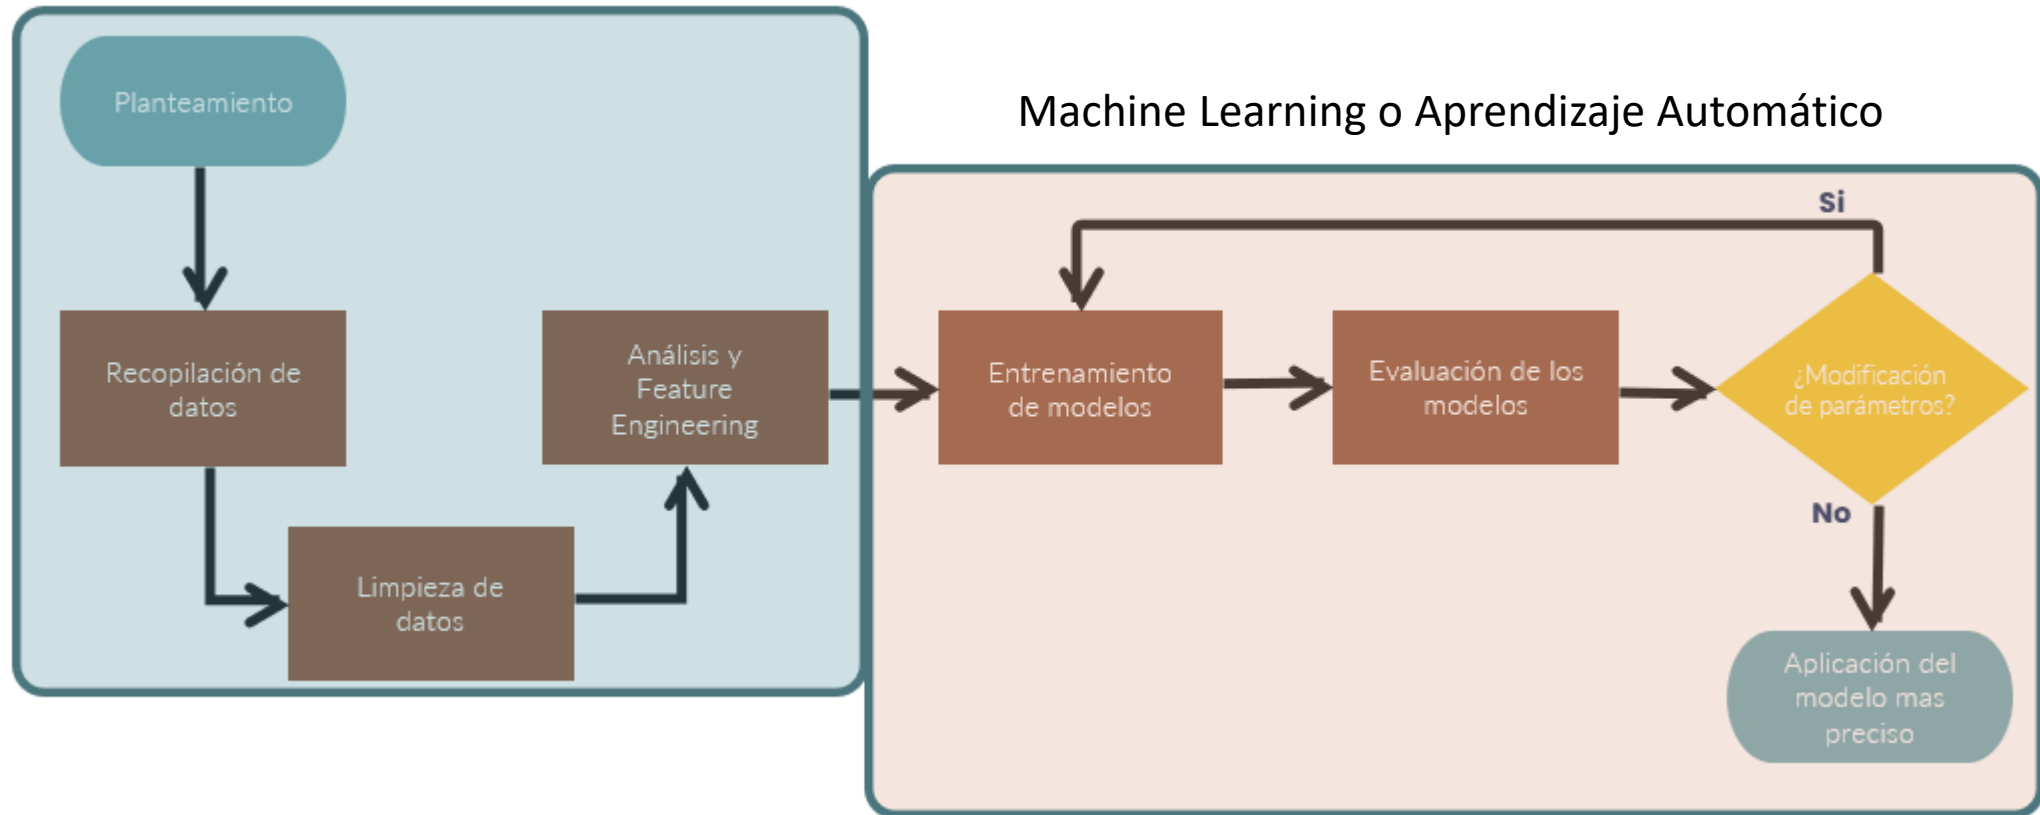 Planteamiento
Machine Learning o Aprendizaje Automático
Recopilación de
datos
Limpieza de
datos
Análisis y
Feature
Engineering
Entrenamiento
de modelos
Evaluación de los
modelos
¿Modificación
de parámetros?
Si
No
Aplicación del
modelo mas
preciso